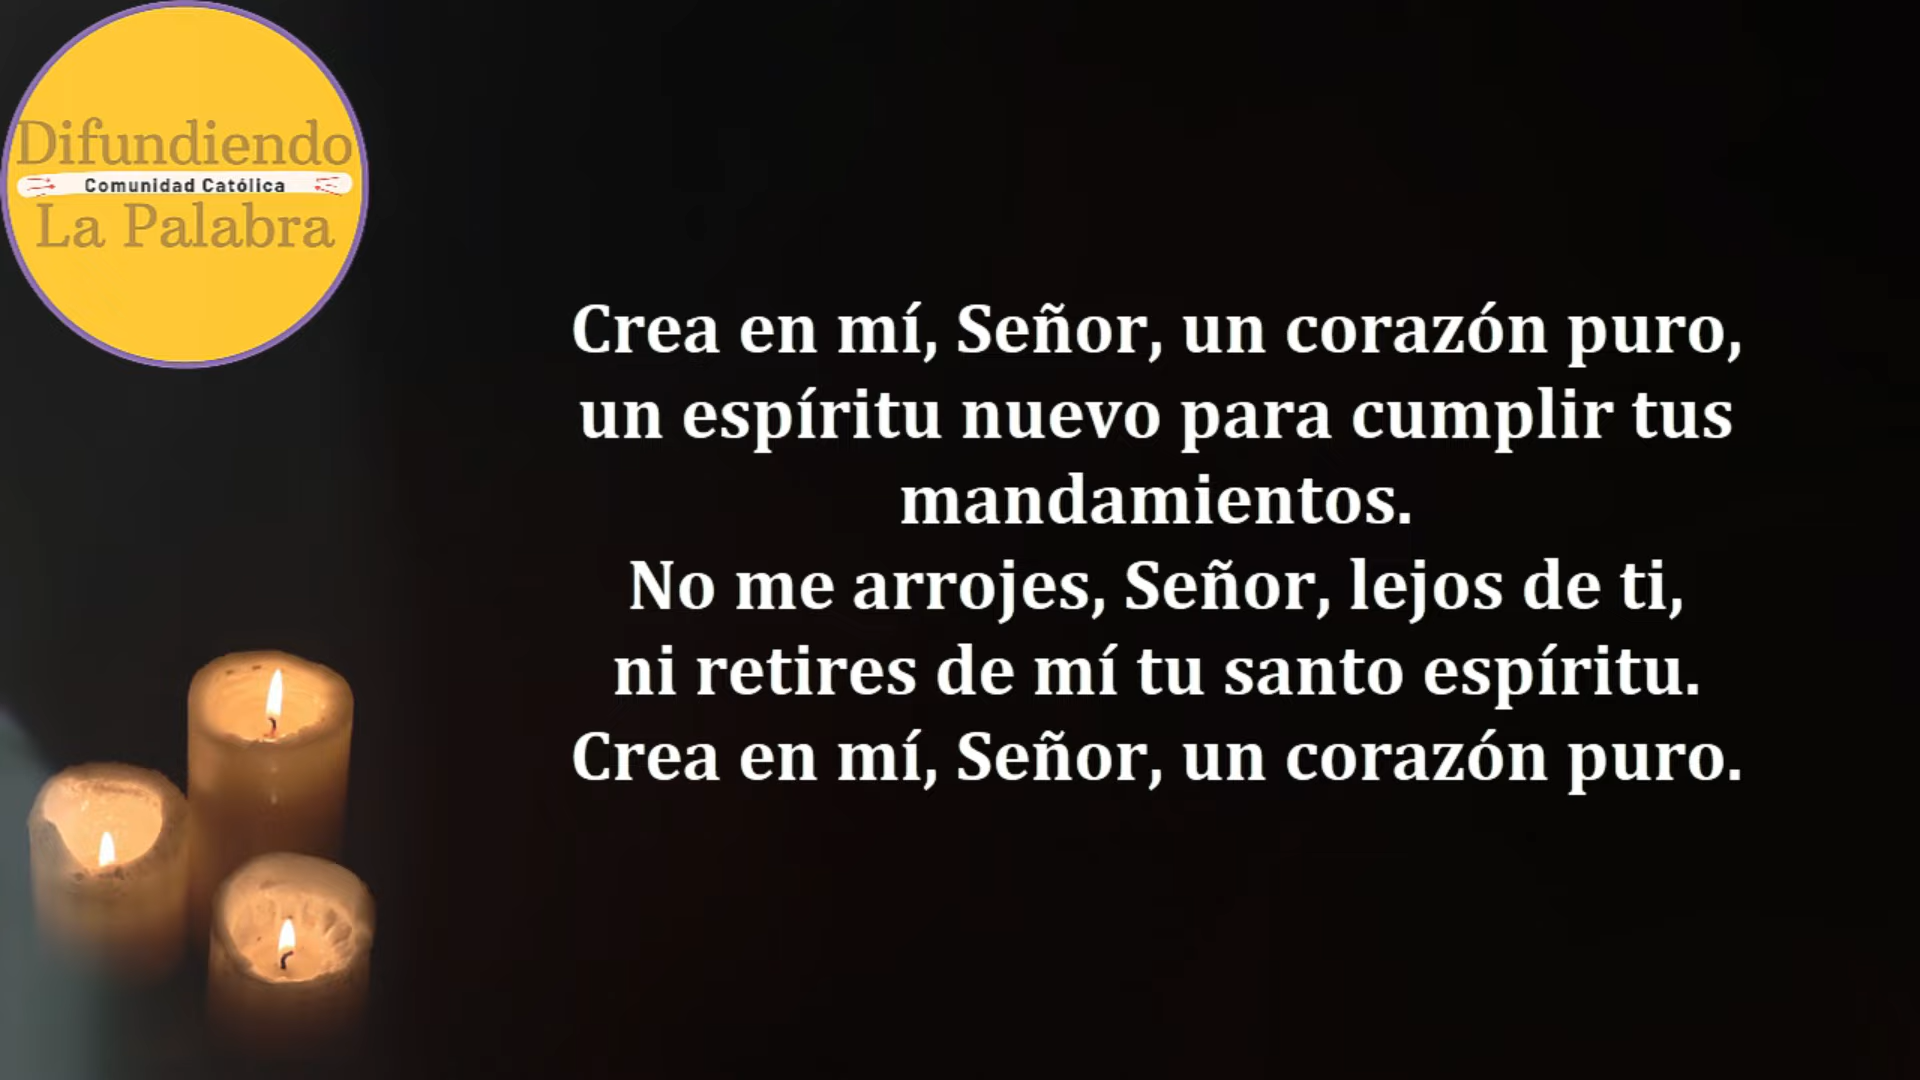 Difundiendo
Comunidad Católica
La Palabra
Crea en mí, Señor, un corazón puro,
un espíritu nuevo para cumplir tus
mandamientos.
No me arrojes, Señor, lejos de ti,
ni retires de mí tu santo espíritu.
Crea en mí, Señor, un corazón puro.